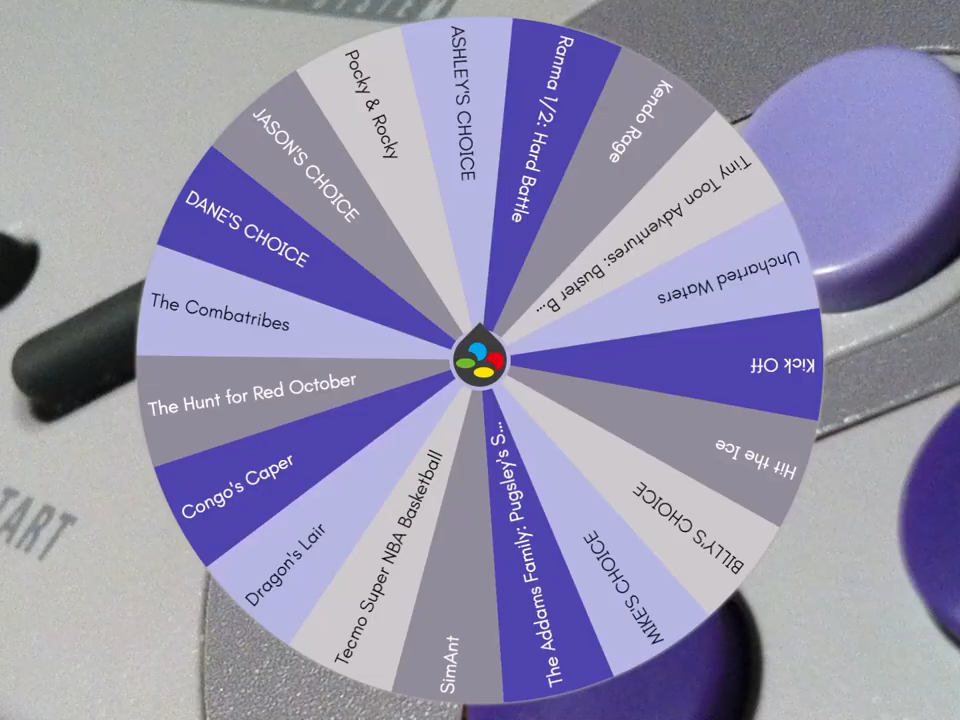 SYSTEM
ASHLEY'S CHOICE
Ranma 1/2: Hard Battle
Kendo Rage
Tiny Toon Adventures: Buster B...
Uncharted Waters
Kick Off
Hit the Ice
BILLY'S CHOICE
MIKE'S CHOICE
The Addams Family: Pugsley's S...
SimAnt
Tecmo Super NBA Basketball
Dragon's Lair
Congo's Caper
The Hunt for Red October
The Combatribes
DANE'S CHOICE
JASON'S CHOICE
Pocky & Rocky
TART